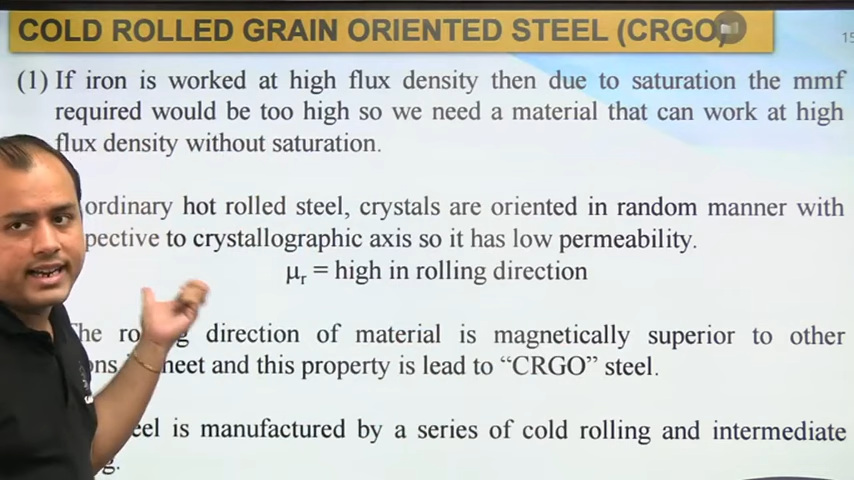 COLD ROLLED GRAIN ORIENTED STEEL (CRGO)
15
(1) If iron is worked at high flux density then due to saturation the mmf
required would be too high so we need a material that can work at high
flux density without saturation.
ordinary hot rolled steel, crystals are oriented in random manner with
pective to crystallographic axis so it has low permeability.
μr = high in rolling direction
The ro g direction of material is magnetically superior to other
ons heet and this property is lead to “CRGO” steel.
eel is manufactured by a series of cold rolling and intermediate
g.